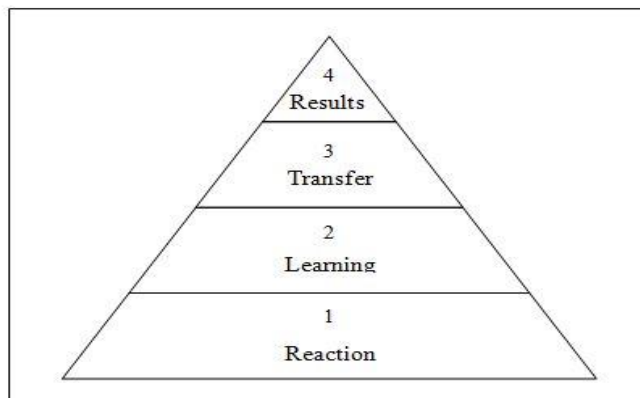 4
Results
3
Transfer
2
Learning
1
Reaction